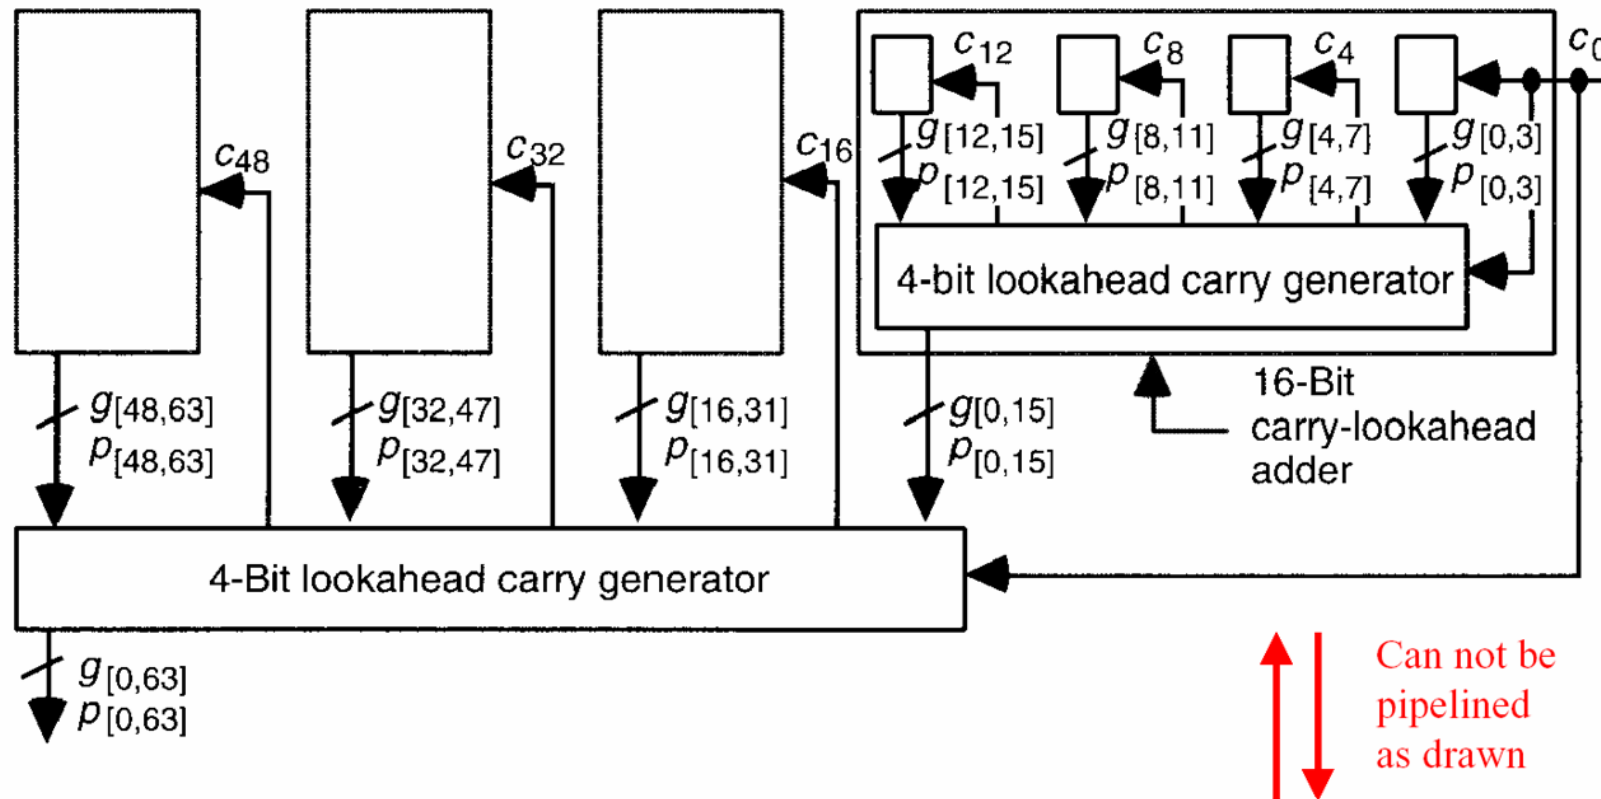 c12
c8
c4
c0
g[12,15]
p[12,15]
g[8,11]
p[8,11]
g[4,7]
p[4,7]
g[0,3]
p[0,3]
c48
c32
c16
4-bit lookahead carry generator
g[48,63]
p[48,63]
g[32,47]
p[32,47]
g[16,31]
p[16,31]
g[0,15]
p[0,15]
16-Bit
carry-lookahead
adder
4-Bit lookahead carry generator
g[0,63]
p[0,63]
Can not be
pipelined
as drawn